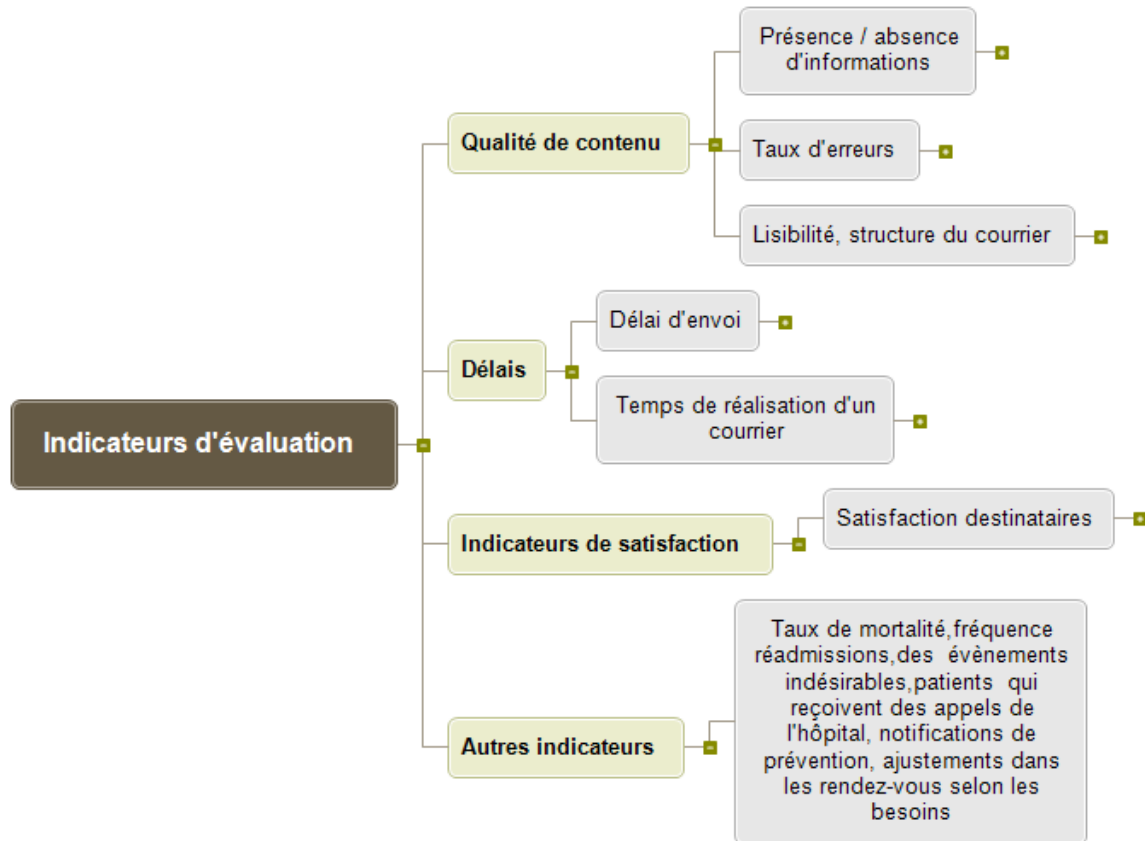 Présence / absence
d'informations
Qualité de contenu
Taux d'erreurs
Lisibilité, structure du courrier
Délai d'envoi
Délais
Temps de réalisation d'un
courrier
Indicateurs d'évaluation
Satisfaction destinataires
Indicateurs de satisfaction
Taux de mortalité,fréquence
réadmissions,des évènements
indésirables,patients qui
reçoivent des appels de
l'hôpital, notifications de
prévention, ajustements dans
les rendez-vous selon les
besoins
Autres indicateurs